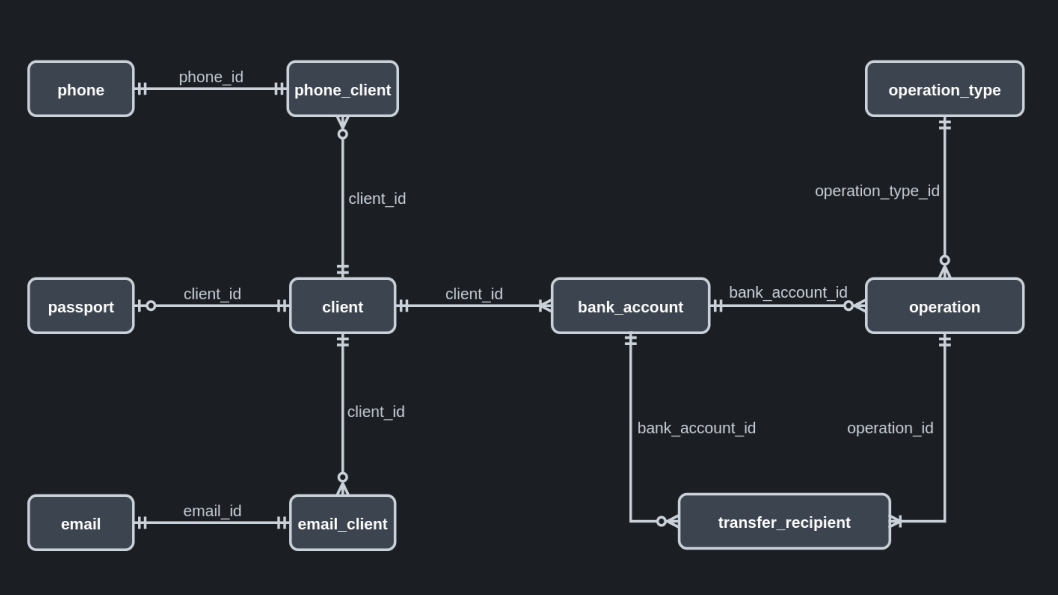 phone_id
phone
phone_client
operation_type
operation_type_id
client_id
client_id
client_id
bank_account_id
passport
client
bank_account
operation
client_id
bank_account_id
operation_id
email_id
email
email_client
transfer_recipient